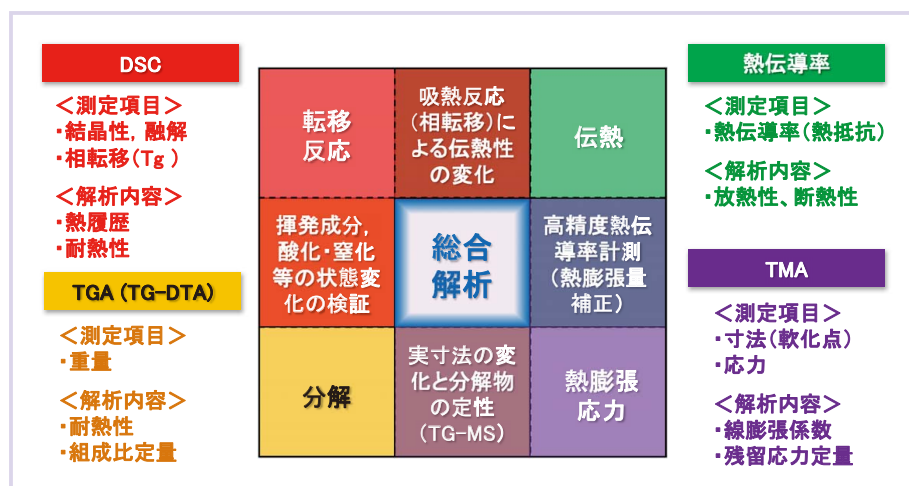 DSC
＜測定項目＞
・結晶性, 融解
・相転移(Tg )
＜解析内容＞
・熱履歴
・耐熱性
TGA (TG-DTA)
＜測定項目＞
・重量
＜解析内容＞
・耐熱性
・組成比定量
転移
反応
吸熱反応
(相転移)に
よる伝熱性
の変化
伝熱
揮発成分,
酸化・窒化
等の状態変
化の検証
総合
解析
高精度熱伝
導率計測
(熱膨張量
補正)
分解
実寸法の変
化と分解物
の定性
(TG-MS)
熱膨張
応力
熱伝導率
＜測定項目＞
・熱伝導率(熱抵抗)
＜解析内容＞
・放熱性、断熱性
TMA
＜測定項目＞
・寸法(軟化点)
・応力
＜解析内容＞
・線膨張係数
・残留応力定量